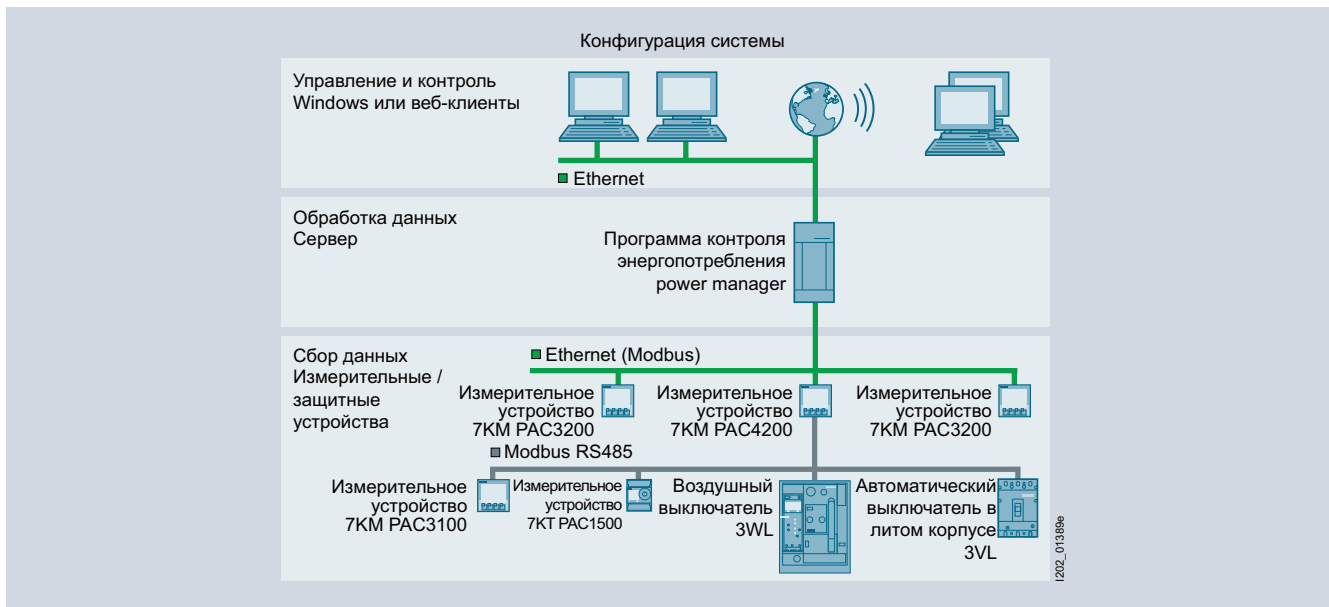 Конфигурация системы
Управление и контроль
Windows или веб-клиенты
Ethernet
Обработка данных
Сервер
Программа контроля
энергопотребления
power manager
Сбор данных
Измерительные /
защитные
устройства
Ethernet (Modbus)
Измерительное
устройство
7KM PAC3200
Измерительное
устройство
7KM PAC4200
Измерительное
устройство
7KM PAC3200
Modbus RS485
Измерительное
устройство
7KM PAC3100
Измерительное
устройство
7KT PAC1500
Воздушный
выключатель
3WL
Автоматический
выключатель в
литом корпусе
3VL
I202_01389e